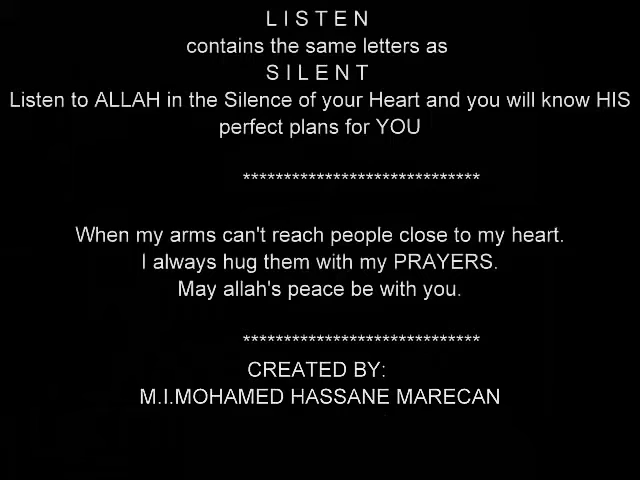 L I S T E N
contains the same letters as
S I L E N T
Listen to ALLAH in the Silence of your Heart and you will know HIS
perfect plans for YOU
*****************************
When my arms can't reach people close to my heart.
I always hug them with my PRAYERS.
May allah's peace be with you.
*****************************
CREATED BY:
M.I.MOHAMED HASSANE MARECAN